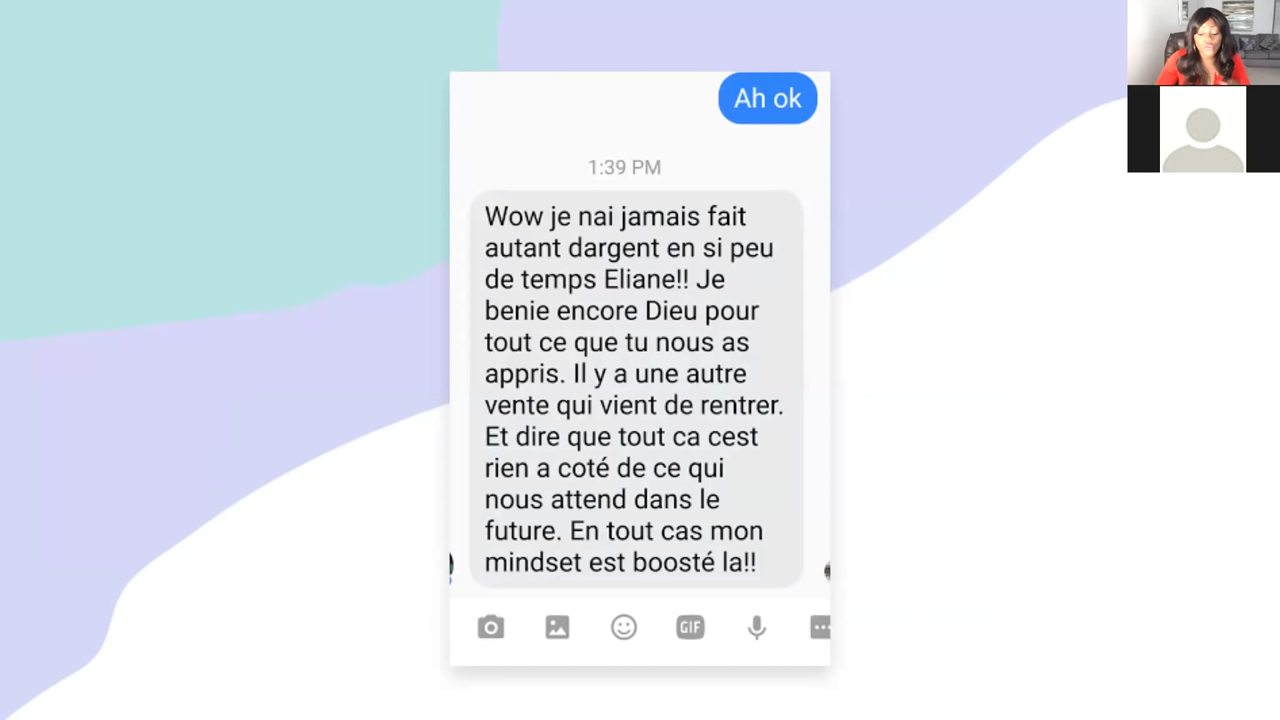 Ah ok
1:39 PM
Wow je nai jamais fait
autant dargent en si peu
de temps Eliane!! Je
benie encore Dieu pour
tout ce que tu nous as
appris. Il y a une autre
vente qui vient de rentrer.
Et dire que tout ca cest
rien a coté de ce qui
nous attend dans le
future. En tout cas mon
mindset est boosté la!!
GIF